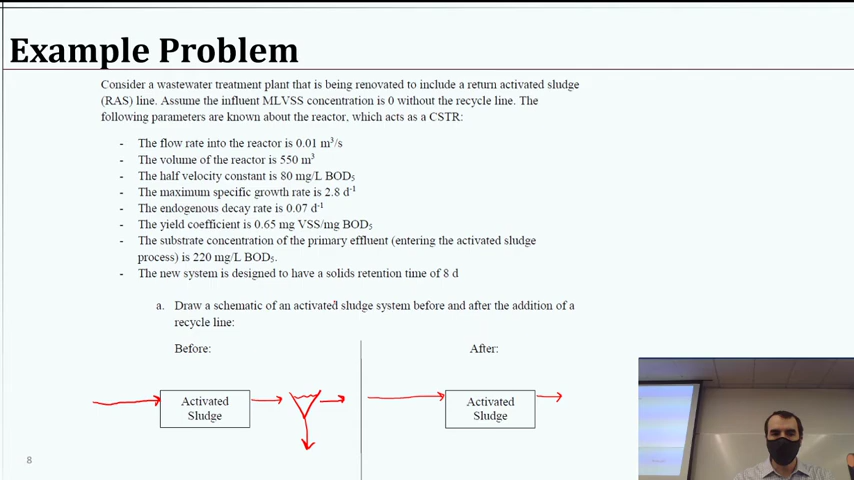 Example Problem
Consider a wastewater treatment plant that is being renovated to include a return activated sludge
(RAS) line. Assume the influent MLVSS concentration is 0 without the recycle line. The
following parameters are known about the reactor, which acts as a CSTR:
- The flow rate into the reactor is 0.01 m³/s
- The volume of the reactor is 550 m³
- The half velocity constant is 80 mg/L BOD₅
- The maximum specific growth rate is 2.8 d⁻¹
- The endogenous decay rate is 0.07 d⁻¹
- The yield coefficient is 0.65 mg VSS/mg BOD₅
- The substrate concentration of the primary effluent (entering the activated sludge
process) is 220 mg/L BOD₅.
- The new system is designed to have a solids retention time of 8 d
a. Draw a schematic of an activated sludge system before and after the addition of a
recycle line:
Before:
After:
Activated
Sludge
Activated
Sludge
8